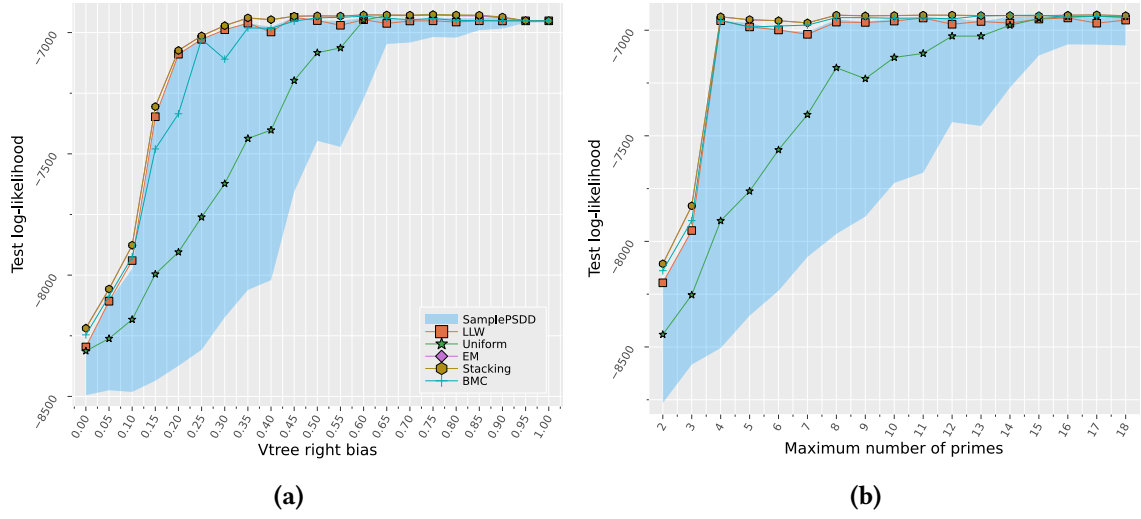 Test log-likelihood
−7000
−7500
−8000
−8500
SamplePSDD
LLW
Uniform
EM
Stacking
BMC
0.00 0.05 0.10 0.15 0.20 0.25 0.30 0.35 0.40 0.45 0.50 0.55 0.60 0.65 0.70 0.75 0.80 0.85 0.90 0.95 1.00
Vtree right bias
(a)
Test log-likelihood
−7000
−7500
−8000
−8500
2 3 4 5 6 7 8 9 10 11 12 13 14 15 16 17 18
Maximum number of primes
(b)